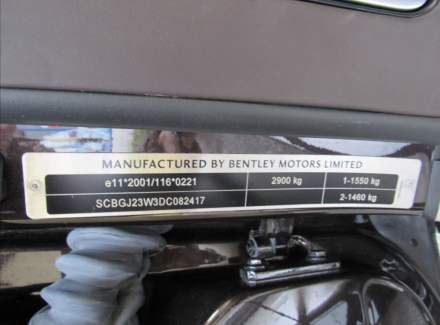 MANUFACTURED BY BENTLEY MOTORS LIMITED
e11*2001/116*0221 2900 kg 1-1550 kg
SCBGJ23W3DC082417 2-1460 kg